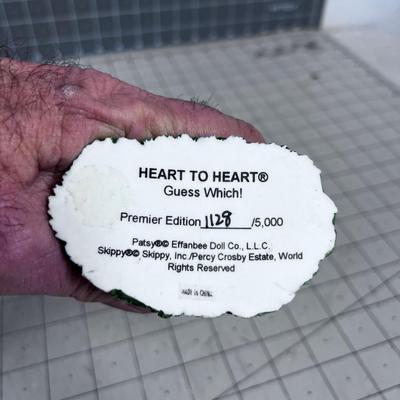 HEART TO HEART®
Guess Which!
Premier Edition 1128 /5,000
Patsy®© Effanbee Doll Co., L.L.C.
Skippy®© Skippy, Inc./Percy Crosby Estate, World
Rights Reserved
MADE IN CHINA